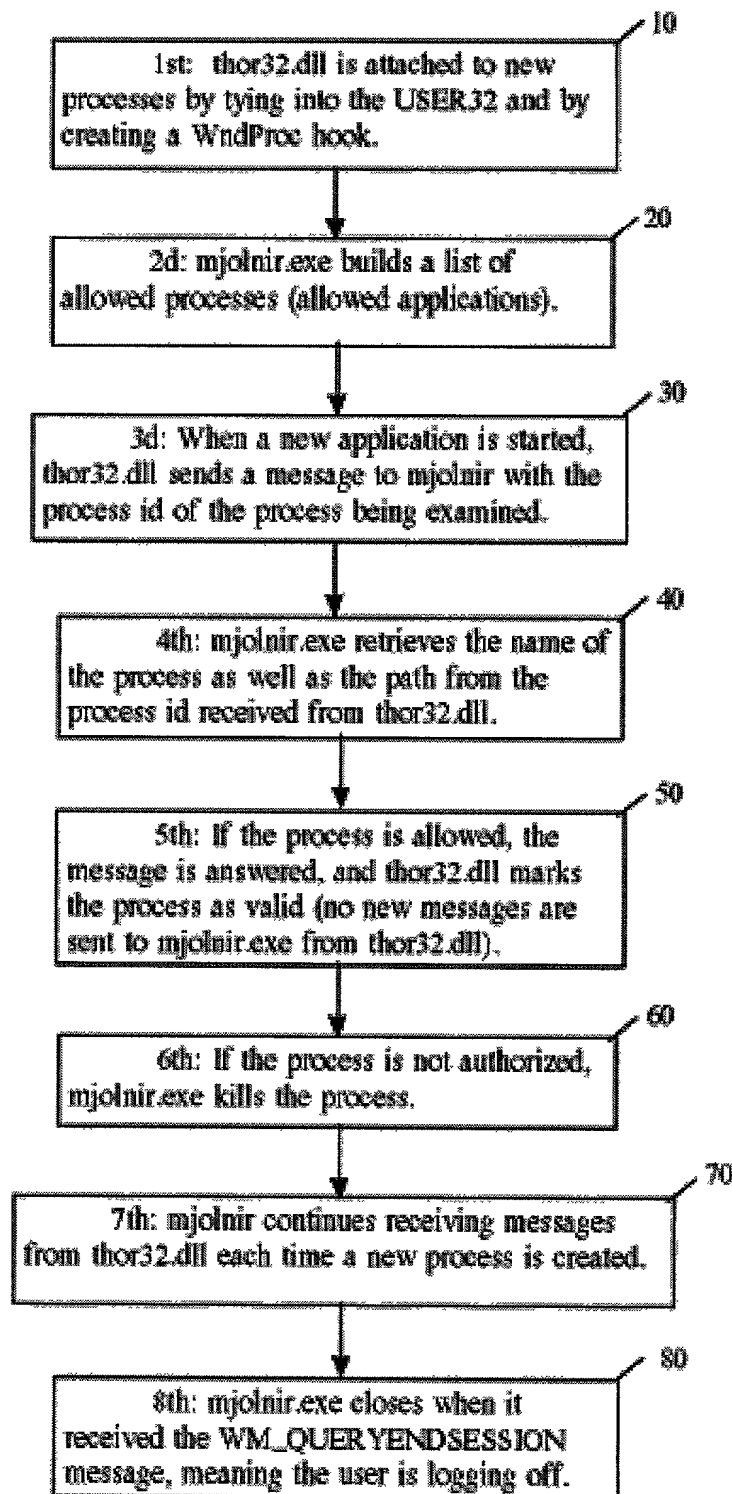 10
1st: thor32.dll is attached to new
processes by tying into the USER32 and by
creating a WndProc hook.
20
2d: mjolnir.exe builds a list of
allowed processes (allowed applications).
30
3d: When a new application is started,
thor32.dll sends a message to mjolnir with the
process id of the process being examined.
40
4th: mjolnir.exe retrieves the name of
the process as well as the path from the
process id received from thor32.dll.
50
5th: If the process is allowed, the
message is answered, and thor32.dll marks
the process as valid (no new messages are
sent to mjolnir.exe from thor32.dll).
60
6th: If the process is not authorized,
mjolnir.exe kills the process.
70
7th: mjolnir continues receiving messages
from thor32.dll each time a new process is created.
80
8th: mjolnir.exe closes when it
received the WM_QUERYENDSESSION
message, meaning the user is logging off.